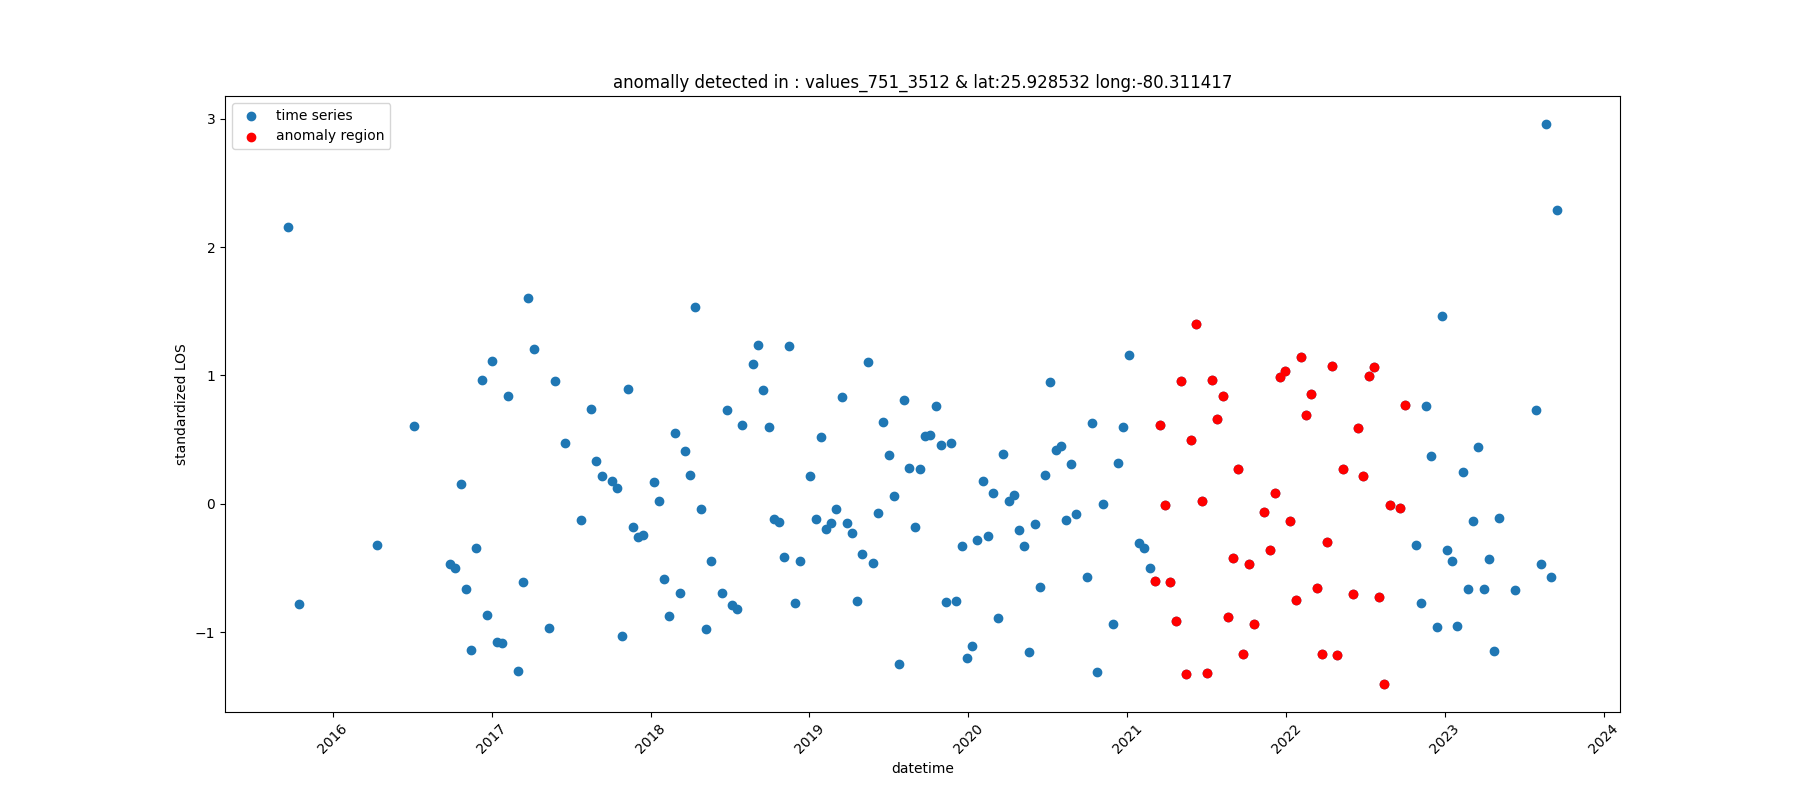 anomally detected in : values_751_3512 & lat:25.928532 long:-80.311417
time series
anomaly region
3
2
1
0
−1
standardized LOS
2016
2017
2018
2019
2020
2021
2022
2023
2024
datetime